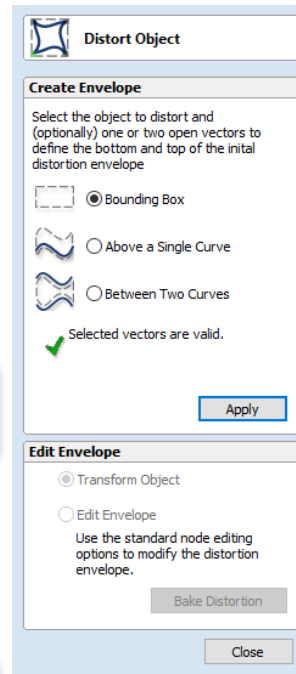 Distort Object
Create Envelope
Select the object to distort and
(optionally) one or two open vectors to
define the bottom and top of the inital
distortion envelope
Bounding Box
Above a Single Curve
Between Two Curves
Selected vectors are valid.
Apply
Edit Envelope
Transform Object
Edit Envelope
Use the standard node editing
options to modify the distortion
envelope.
Bake Distortion
Close